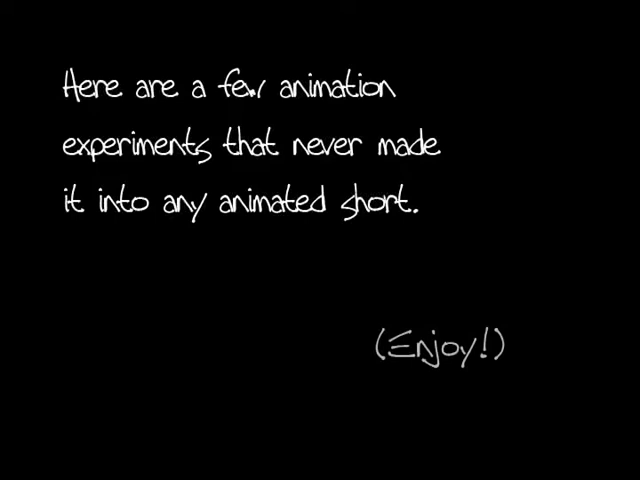 Here are a few animation
experiments that never made
it into any animated short.
(Enjoy!)